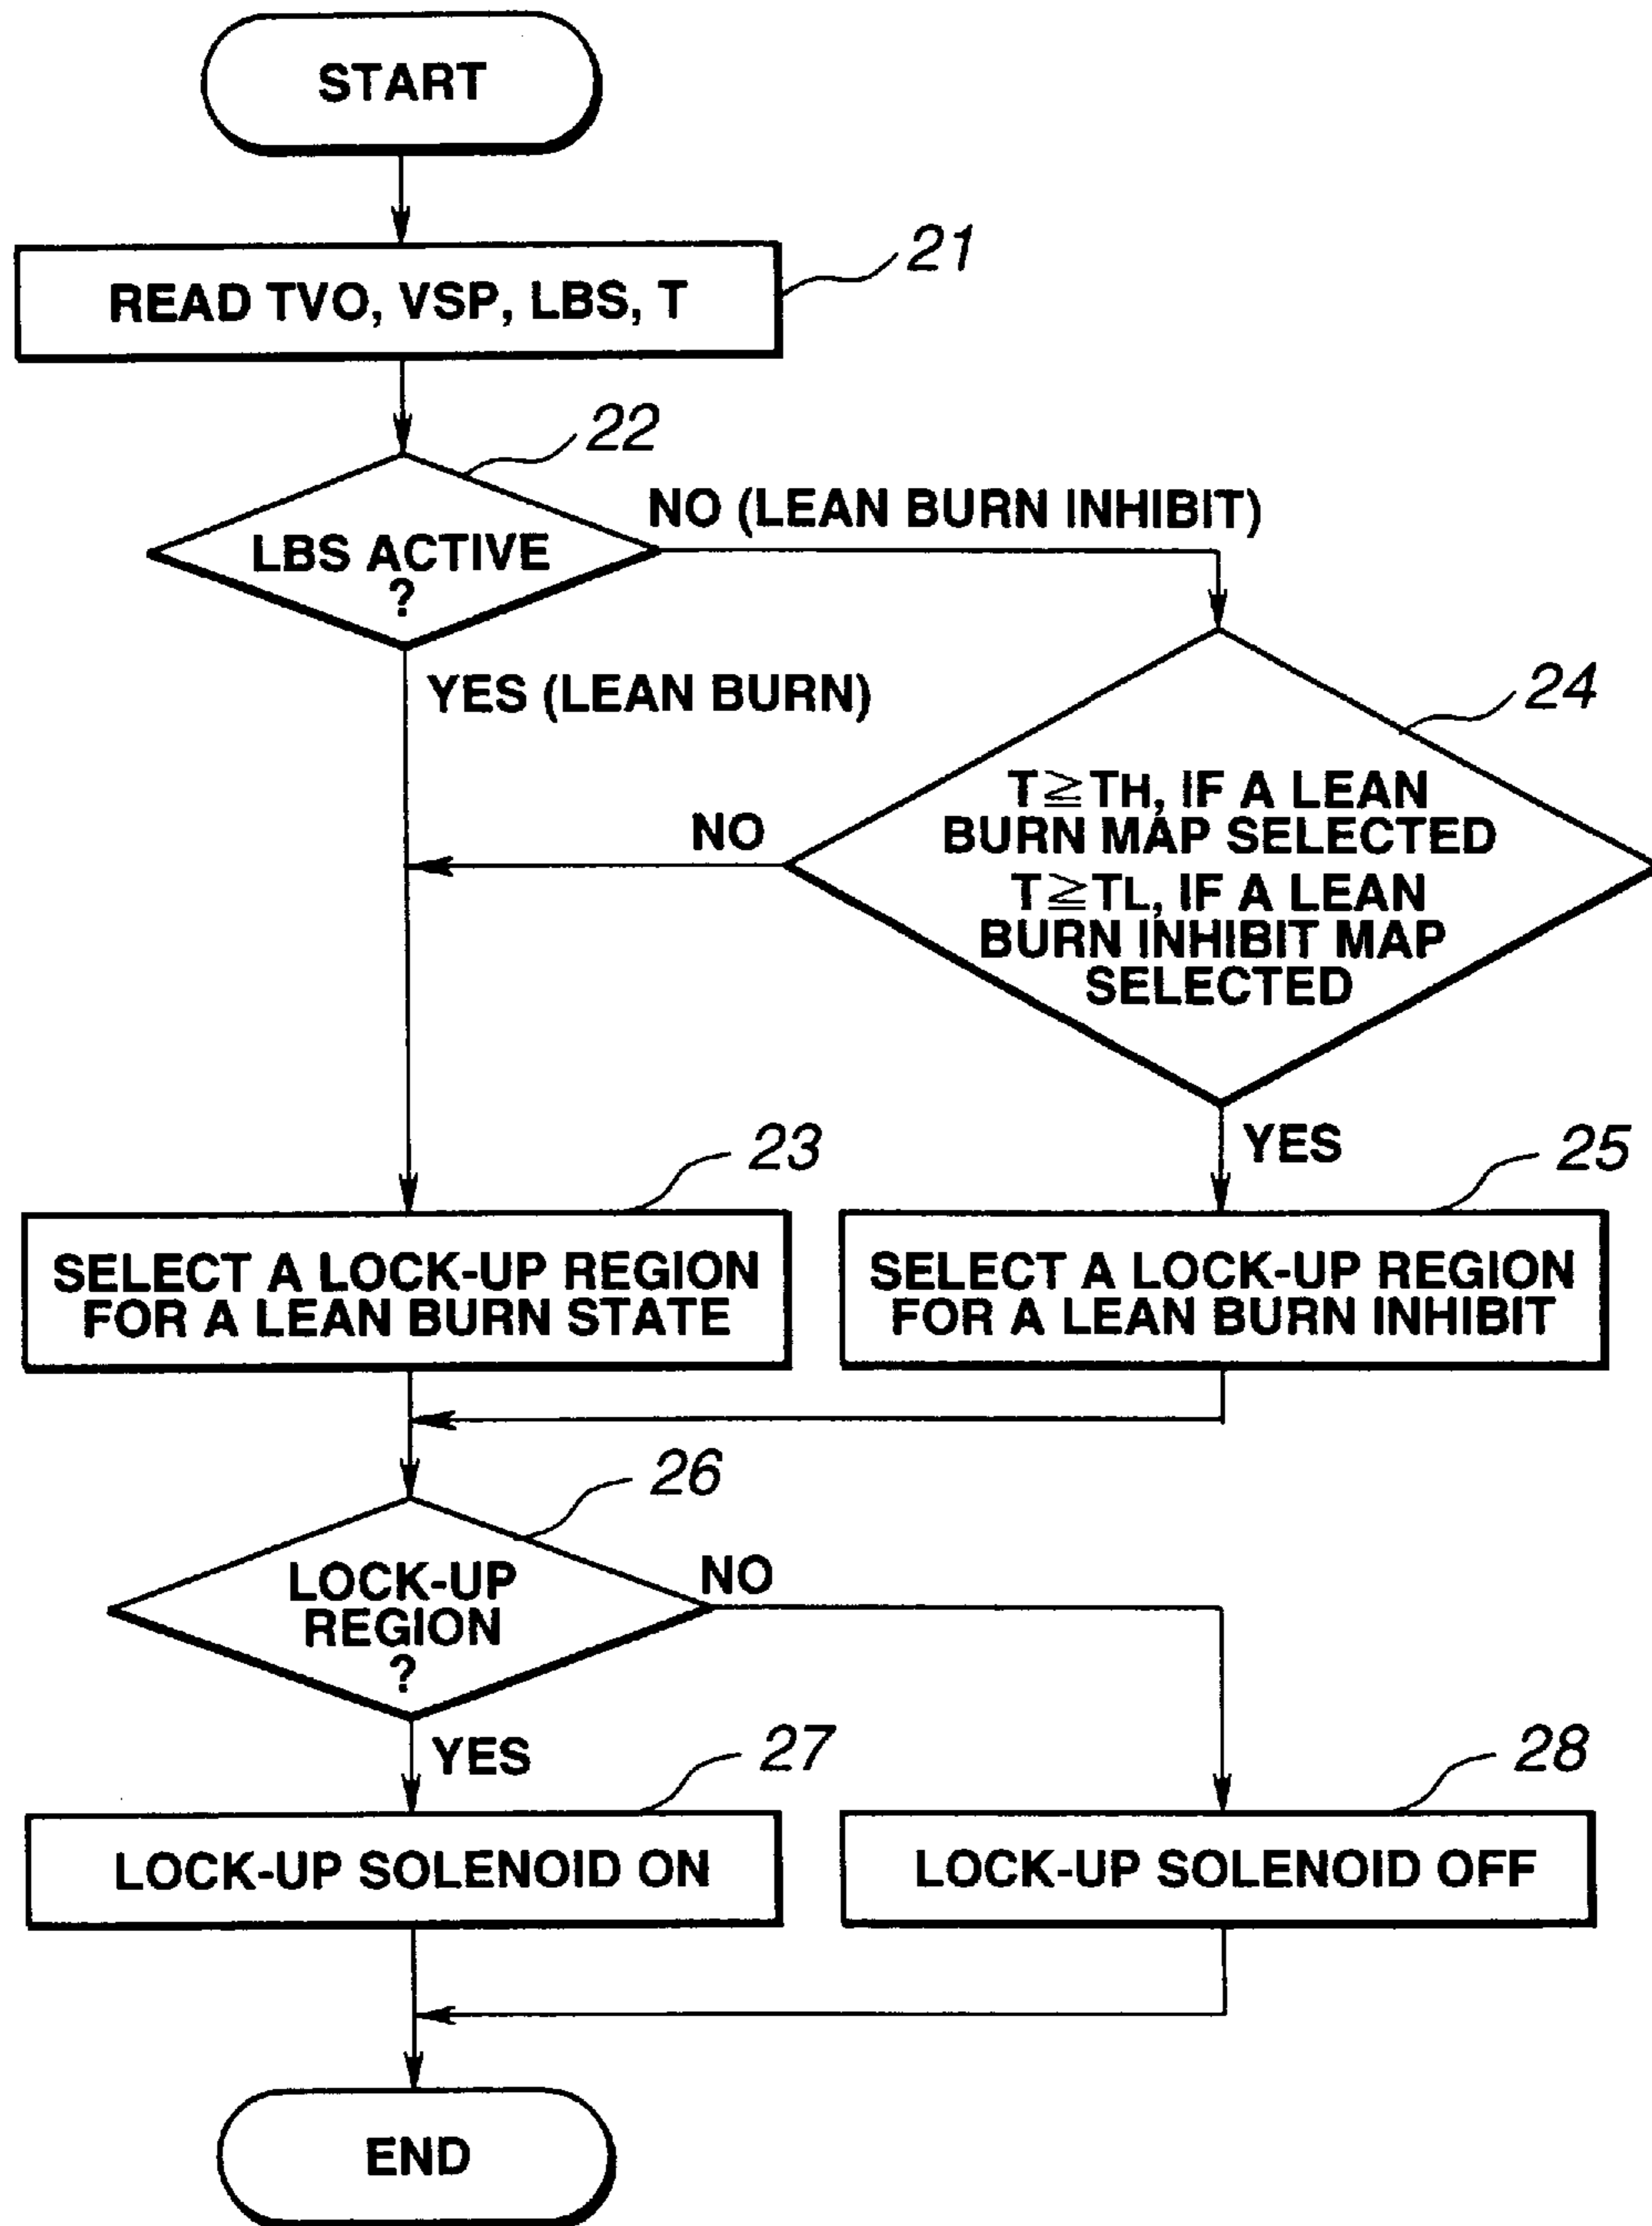 START
READ TVO, VSP, LBS, T
21
22
LBS ACTIVE
?
NO (LEAN BURN INHIBIT)
YES (LEAN BURN)
24
T≧TH, IF A LEAN
BURN MAP SELECTED
T≧TL, IF A LEAN
BURN INHIBIT MAP
SELECTED
NO
YES
23
SELECT A LOCK-UP REGION
FOR A LEAN BURN STATE
25
SELECT A LOCK-UP REGION
FOR A LEAN BURN INHIBIT
26
LOCK-UP
REGION
?
NO
YES
27
LOCK-UP SOLENOID ON
28
LOCK-UP SOLENOID OFF
END